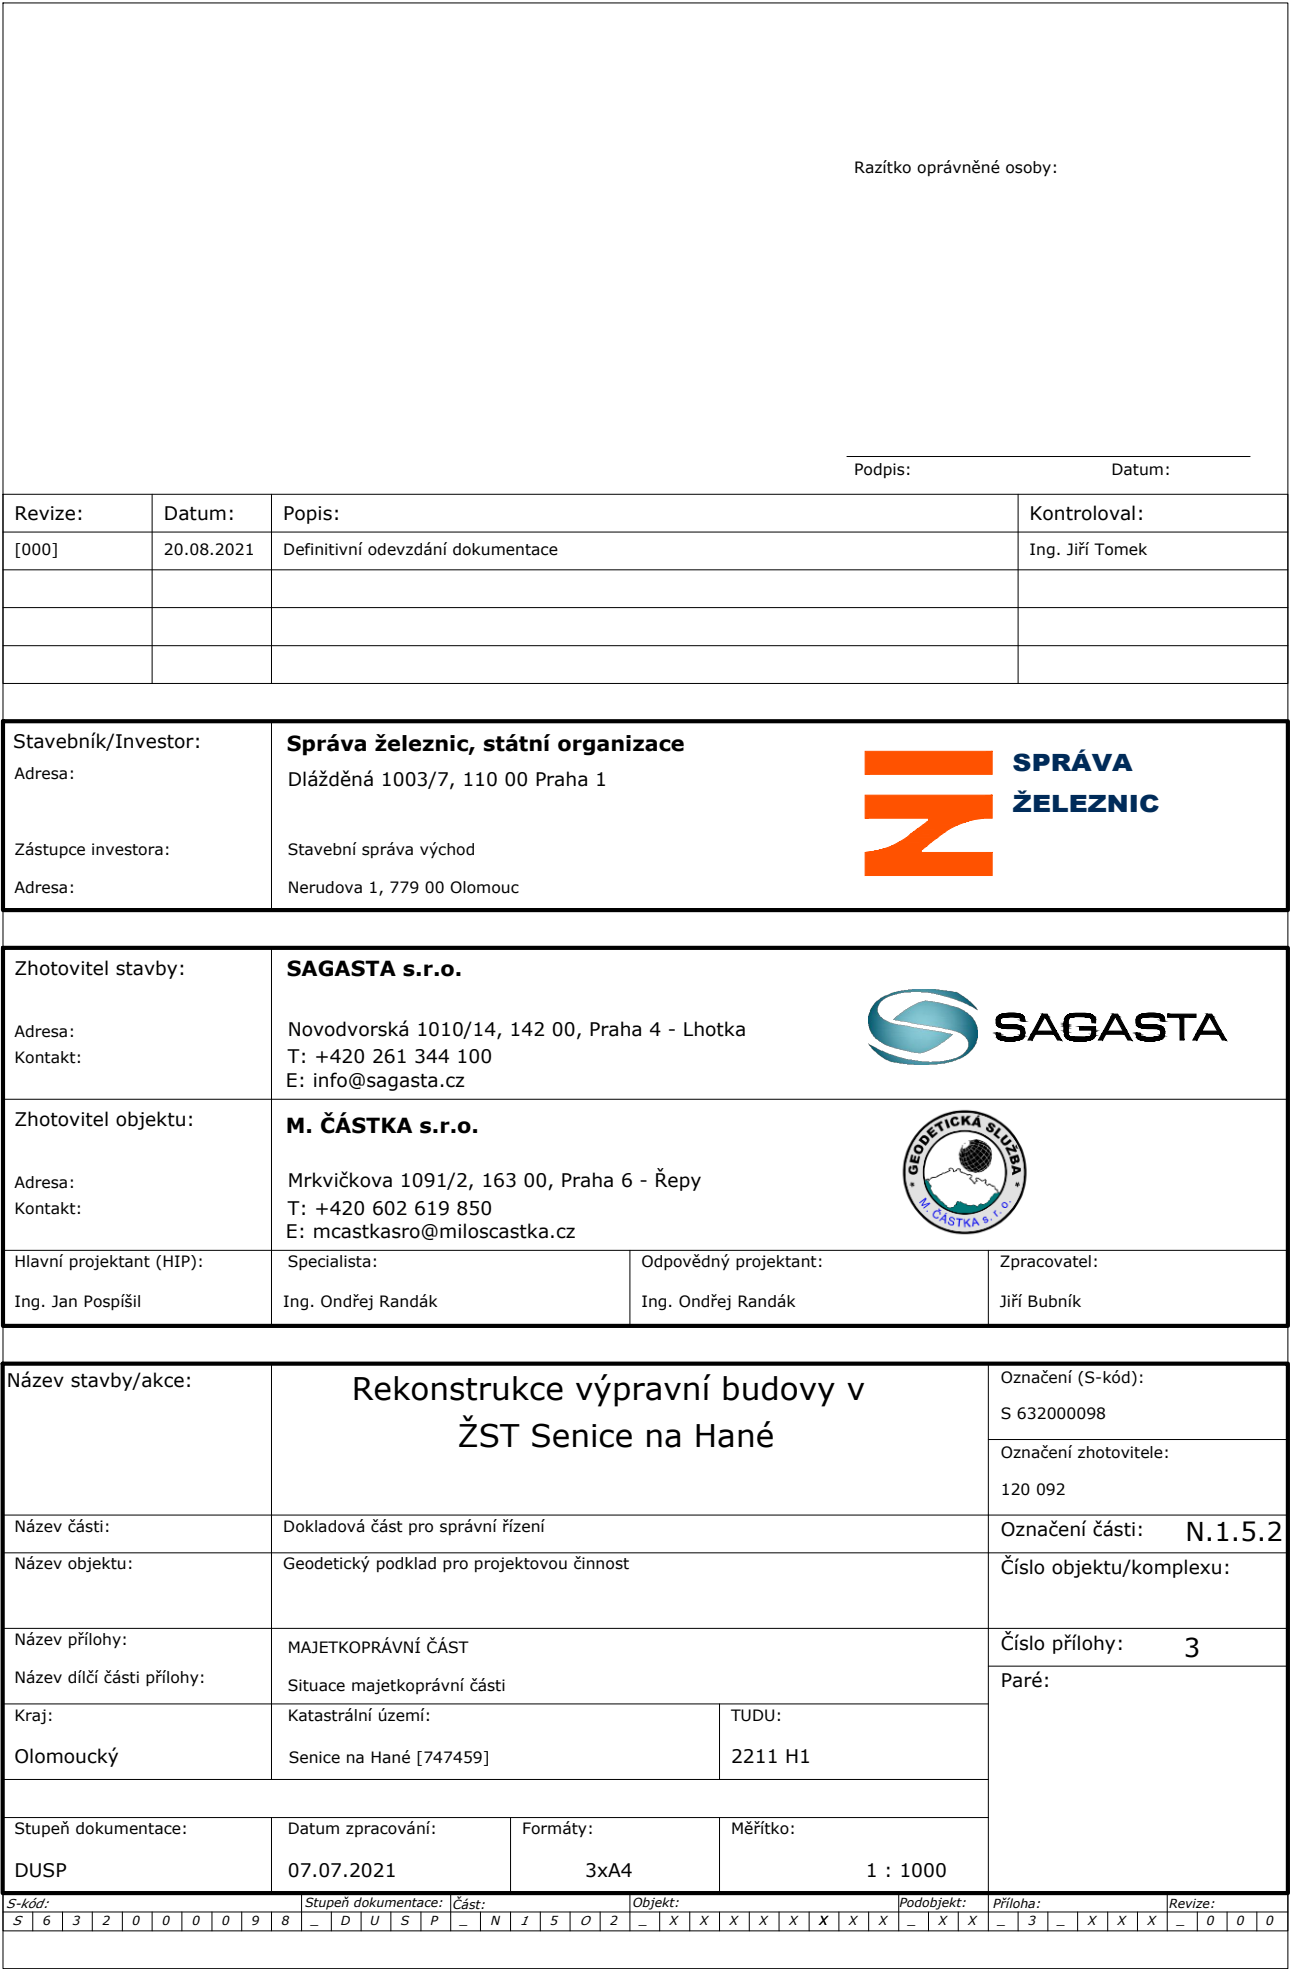 Razítko oprávněné osoby:
Podpis: Datum:
Revize: Datum: Popis: Kontroloval:
[000] 20.08.2021 Definitivní odevzdání dokumentace Ing. Jiří Tomek
Stavebník/Investor: Správa železnic, státní organizace
Adresa: Dlážděná 1003/7, 110 00 Praha 1
SPRÁVA
ŽELEZNIC
Zástupce investora: Stavební správa východ
Adresa: Nerudova 1, 779 00 Olomouc
Zhotovitel stavby: SAGASTA s.r.o.
SAGASTA
Adresa: Novodvorská 1010/14, 142 00, Praha 4 - Lhotka
Kontakt: T: +420 261 344 100
E: info@sagasta.cz
Zhotovitel objektu: M. ČÁSTKA s.r.o.
* GEODETICKÁ SLUŽBA *
M. ČÁSTKA s. r. o.
Adresa: Mrkvičkova 1091/2, 163 00, Praha 6 - Řepy
Kontakt: T: +420 602 619 850
E: mcastkasro@miloscastka.cz
Hlavní projektant (HIP): Specialista: Odpovědný projektant: Zpracovatel:
Ing. Jan Pospíšil Ing. Ondřej Randák Ing. Ondřej Randák Jiří Bubník
Název stavby/akce: Rekonstrukce výpravní budovy v
ŽST Senice na Hané
Označení (S-kód):
S 632000098
Označení zhotovitele:
120 092
Název části: Dokladová část pro správní řízení Označení části: N.1.5.2
Název objektu: Geodetický podklad pro projektovou činnost Číslo objektu/komplexu:
Název přílohy: MAJETKOPRÁVNÍ ČÁST Číslo přílohy: 3
Název dílčí části přílohy: Situace majetkoprávní části Paré:
Kraj: Katastrální území: TUDU:
Olomoucký Senice na Hané [747459] 2211 H1
Stupeň dokumentace: Datum zpracování: Formáty: Měřítko:
DUSP 07.07.2021 3xA4 1 : 1000
S-kód: Stupeň dokumentace: Část: Objekt: Podobjekt: Příloha: Revize:
S 6 3 2 0 0 0 0 9 8 _ D U S P _ N 1 5 O 2 _ X X X X X X X X _ X X _ 3 _ X X X _ 0 0 0